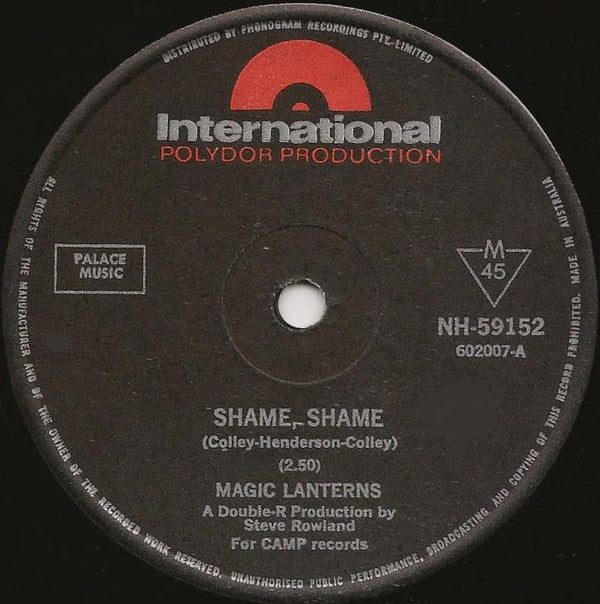 DISTRIBUTED BY PHONOGRAM RECORDINGS PTY. LIMITED
International
POLYDOR PRODUCTION
PALACE
MUSIC
M
45
NH-59152
602007-A
SHAME, SHAME
(Colley-Henderson-Colley)
(2.50)
MAGIC LANTERNS
A Double-R Production by
Steve Rowland
For CAMP records
ALL RIGHTS OF THE MANUFACTURER AND OF THE OWNER OF THE RECORDED WORK RESERVED. UNAUTHORISED PUBLIC PERFORMANCE, BROADCASTING AND COPYING OF THIS RECORD PROHIBITED. MADE IN AUSTRALIA